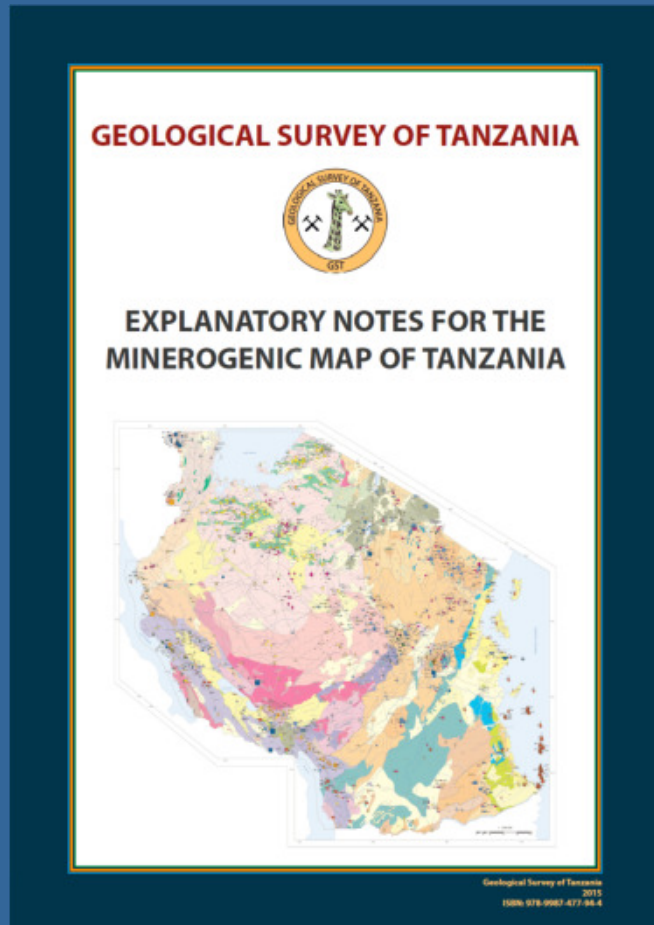 GEOLOGICAL SURVEY OF TANZANIA
GEOLOGICAL SURVEY OF TANZANIA
GST
EXPLANATORY NOTES FOR THE
MINEROGENIC MAP OF TANZANIA
Geological Survey of Tanzania
2015
ISBN: 978-9987-477-94-4